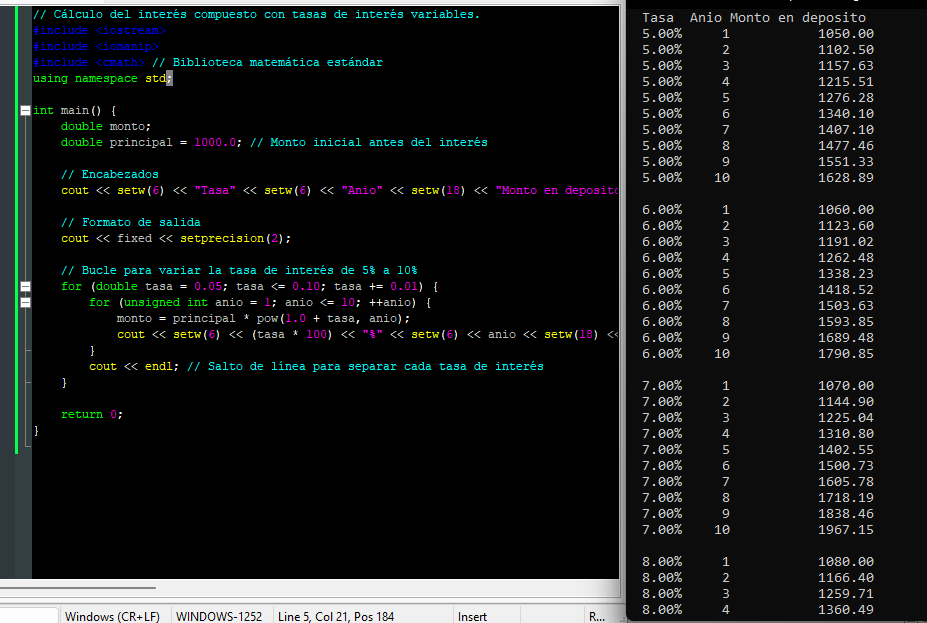 // Cálculo del interés compuesto con tasas de interés variables.
#include <iostream>
#include <iomanip>
#include <cmath> // Biblioteca matemática estándar
using namespace std;
int main() {
double monto;
double principal = 1000.0; // Monto inicial antes del interés
// Encabezados
cout << setw(6) << "Tasa" << setw(6) << "Anio" << setw(18) << "Monto en deposito
// Formato de salida
cout << fixed << setprecision(2);
// Bucle para variar la tasa de interés de 5% a 10%
for (double tasa = 0.05; tasa <= 0.10; tasa += 0.01) {
for (unsigned int anio = 1; anio <= 10; ++anio) {
monto = principal * pow(1.0 + tasa, anio);
cout << setw(6) << (tasa * 100) << "%" << setw(6) << anio << setw(18) <<
}
cout << endl; // Salto de línea para separar cada tasa de interés
}
return 0;
}
Windows (CR+LF) WINDOWS-1252 Line 5, Col 21, Pos 184 Insert R...
Tasa Anio Monto en deposito
5.00% 1 1050.00
5.00% 2 1102.50
5.00% 3 1157.63
5.00% 4 1215.51
5.00% 5 1276.28
5.00% 6 1340.10
5.00% 7 1407.10
5.00% 8 1477.46
5.00% 9 1551.33
5.00% 10 1628.89
6.00% 1 1060.00
6.00% 2 1123.60
6.00% 3 1191.02
6.00% 4 1262.48
6.00% 5 1338.23
6.00% 6 1418.52
6.00% 7 1503.63
6.00% 8 1593.85
6.00% 9 1689.48
6.00% 10 1790.85
7.00% 1 1070.00
7.00% 2 1144.90
7.00% 3 1225.04
7.00% 4 1310.80
7.00% 5 1402.55
7.00% 6 1500.73
7.00% 7 1605.78
7.00% 8 1718.19
7.00% 9 1838.46
7.00% 10 1967.15
8.00% 1 1080.00
8.00% 2 1166.40
8.00% 3 1259.71
8.00% 4 1360.49